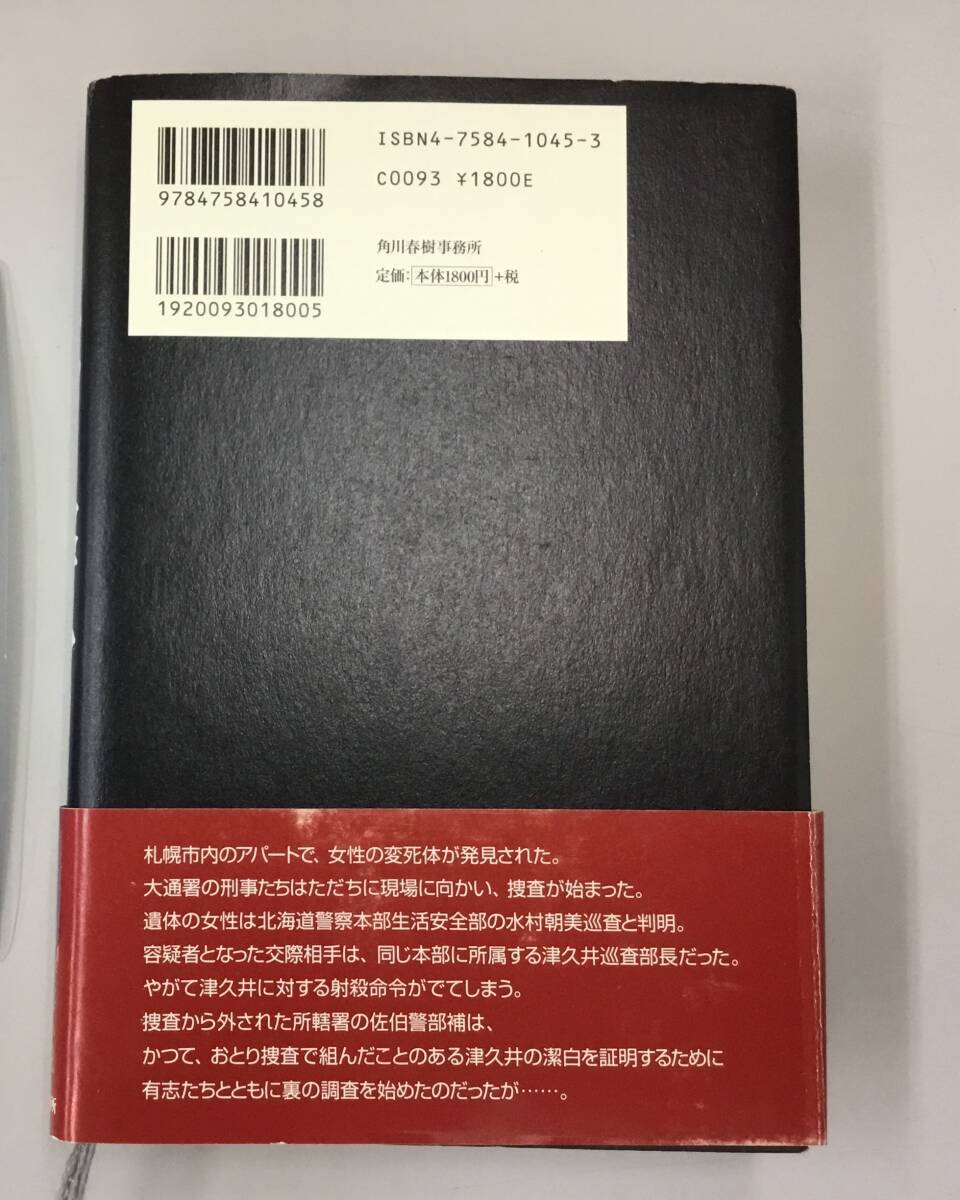 ISBN4-7584-1045-3
C0093 ¥1800E
9784758410458
角川春樹事務所
定価：本体1800円+税
1920093018005
札幌市内のアパートで、女性の変死体が発見された。
大通署の刑事たちはただちに現場に向かい、捜査が始まった。
遺体の女性は北海道警察本部生活安全部の水村朝美巡査と判明。
容疑者となった交際相手は、同じ本部に所属する津久井巡査部長だった。
やがて津久井に対する射殺命令がでてしまう。
捜査から外された所轄署の佐伯警部補は、
かつて、おとり捜査で組んだことのある津久井の潔白を証明するために
有志たちとともに裏の調査を始めたのだったが……。
所